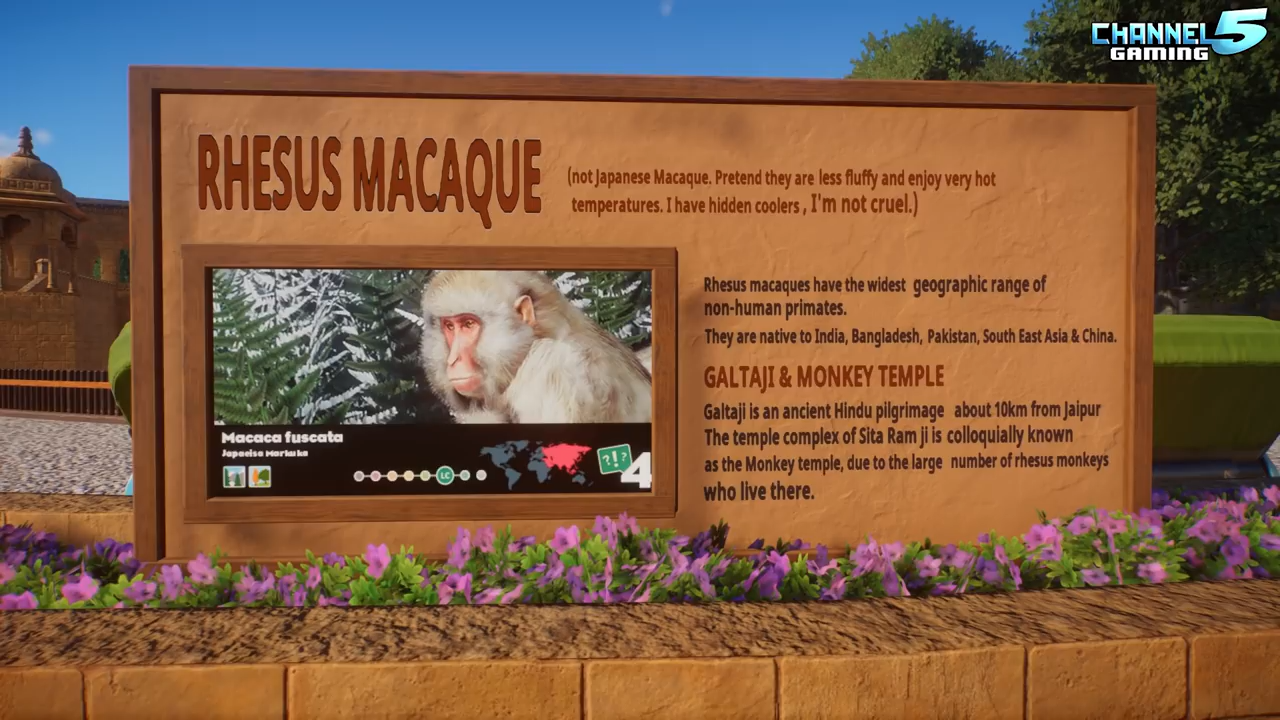 CHANNEL 5
GAMING
RHESUS MACAQUE
(not Japanese Macaque. Pretend they are less fluffy and enjoy very hot
temperatures. I have hidden coolers , I'm not cruel.)
Rhesus macaques have the widest geographic range of
non-human primates.
They are native to India, Bangladesh, Pakistan, South East Asia & China.
GALTAJI & MONKEY TEMPLE
Galtaji is an ancient Hindu pilgrimage about 10km from Jaipur
The temple complex of Sita Ram ji is colloquially known
as the Monkey temple, due to the large number of rhesus monkeys
who live there.
Macaca fuscata
LC
?!?
4